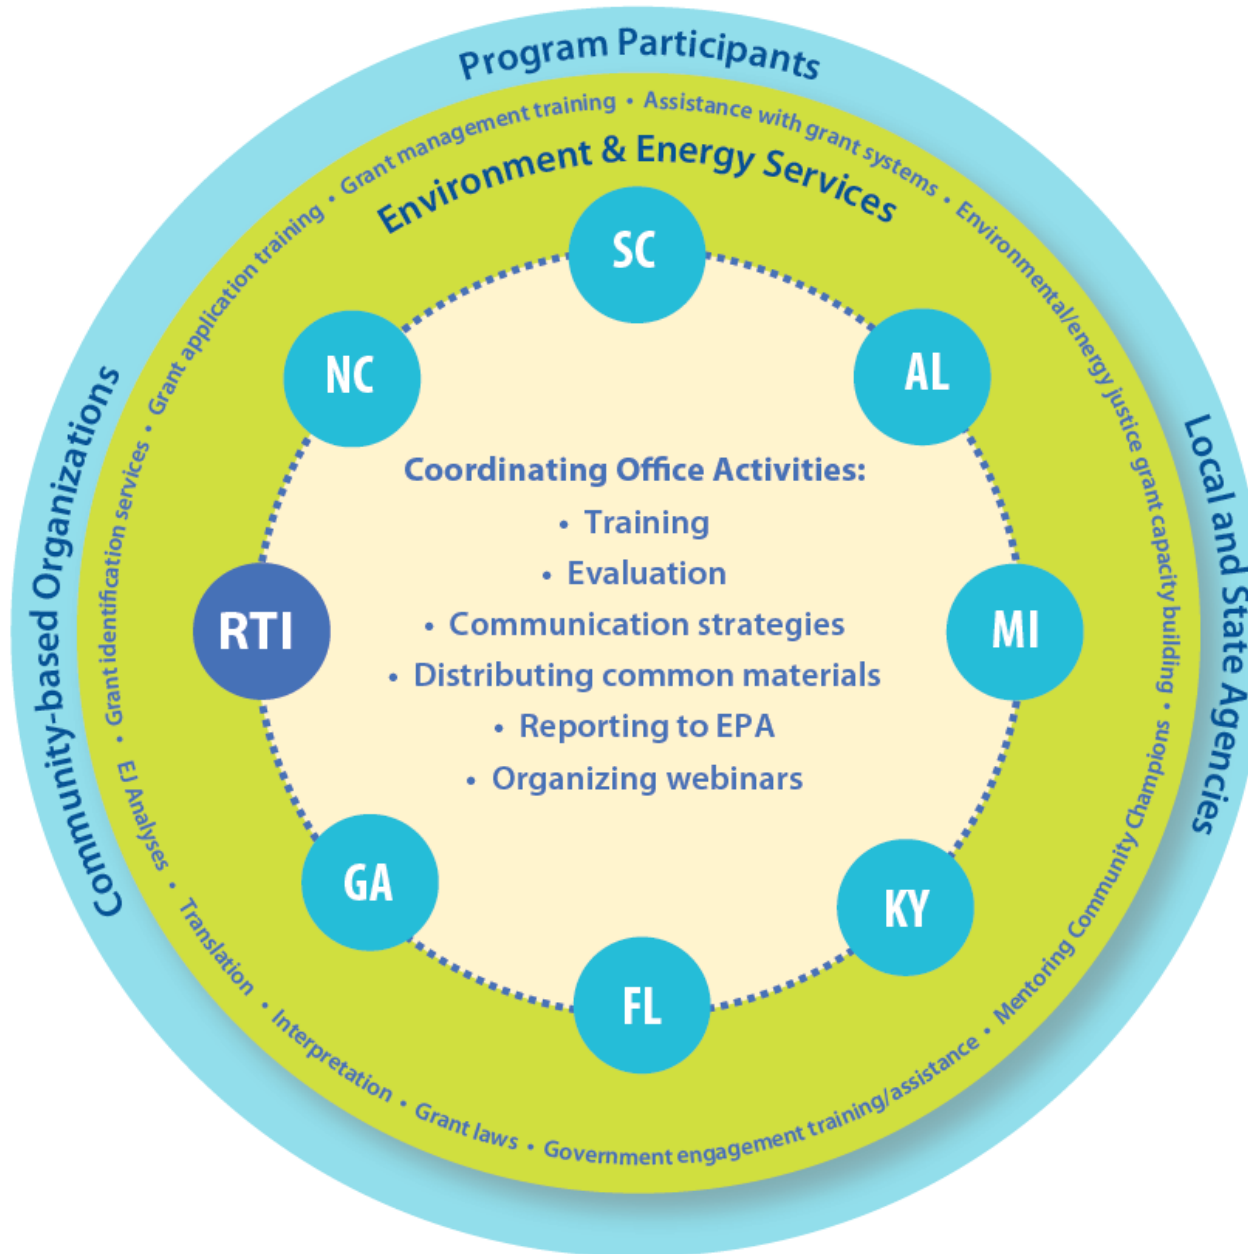 Program Participants
Community-based Organizations
Local and State Agencies
Environment & Energy Services
• Grant identification services • Grant application training • Grant management training • Assistance with grant systems • Environmental/energy justice grant capacity building •
Mentoring Community Champions • Government engagement training/assistance • Grant laws • Interpretation • Translation • EJ Analyses
SC
NC
AL
RTI
MI
GA
KY
FL
Coordinating Office Activities:
• Training
• Evaluation
• Communication strategies
• Distributing common materials
• Reporting to EPA
• Organizing webinars